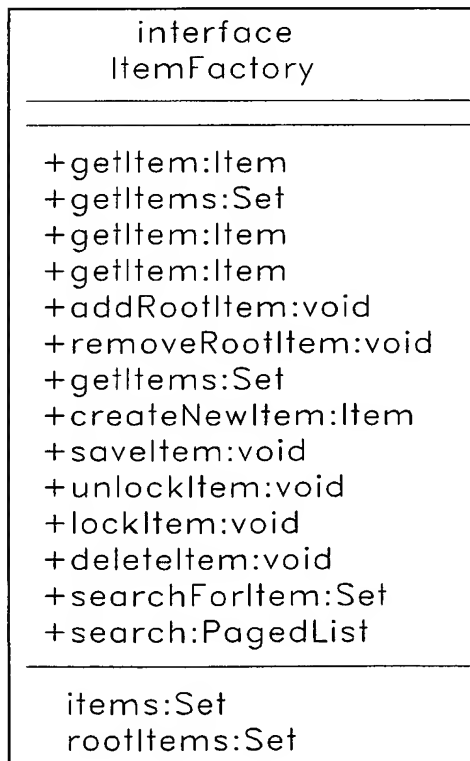 interface
ItemFactory
+getItem:Item
+getItems:Set
+getItem:Item
+getItem:Item
+addRootItem:void
+removeRootItem:void
+getItems:Set
+createNewItem:Item
+saveItem:void
+unlockItem:void
+lockItem:void
+deleteItem:void
+searchForItem:Set
+search:PagedList
items:Set
rootItems:Set